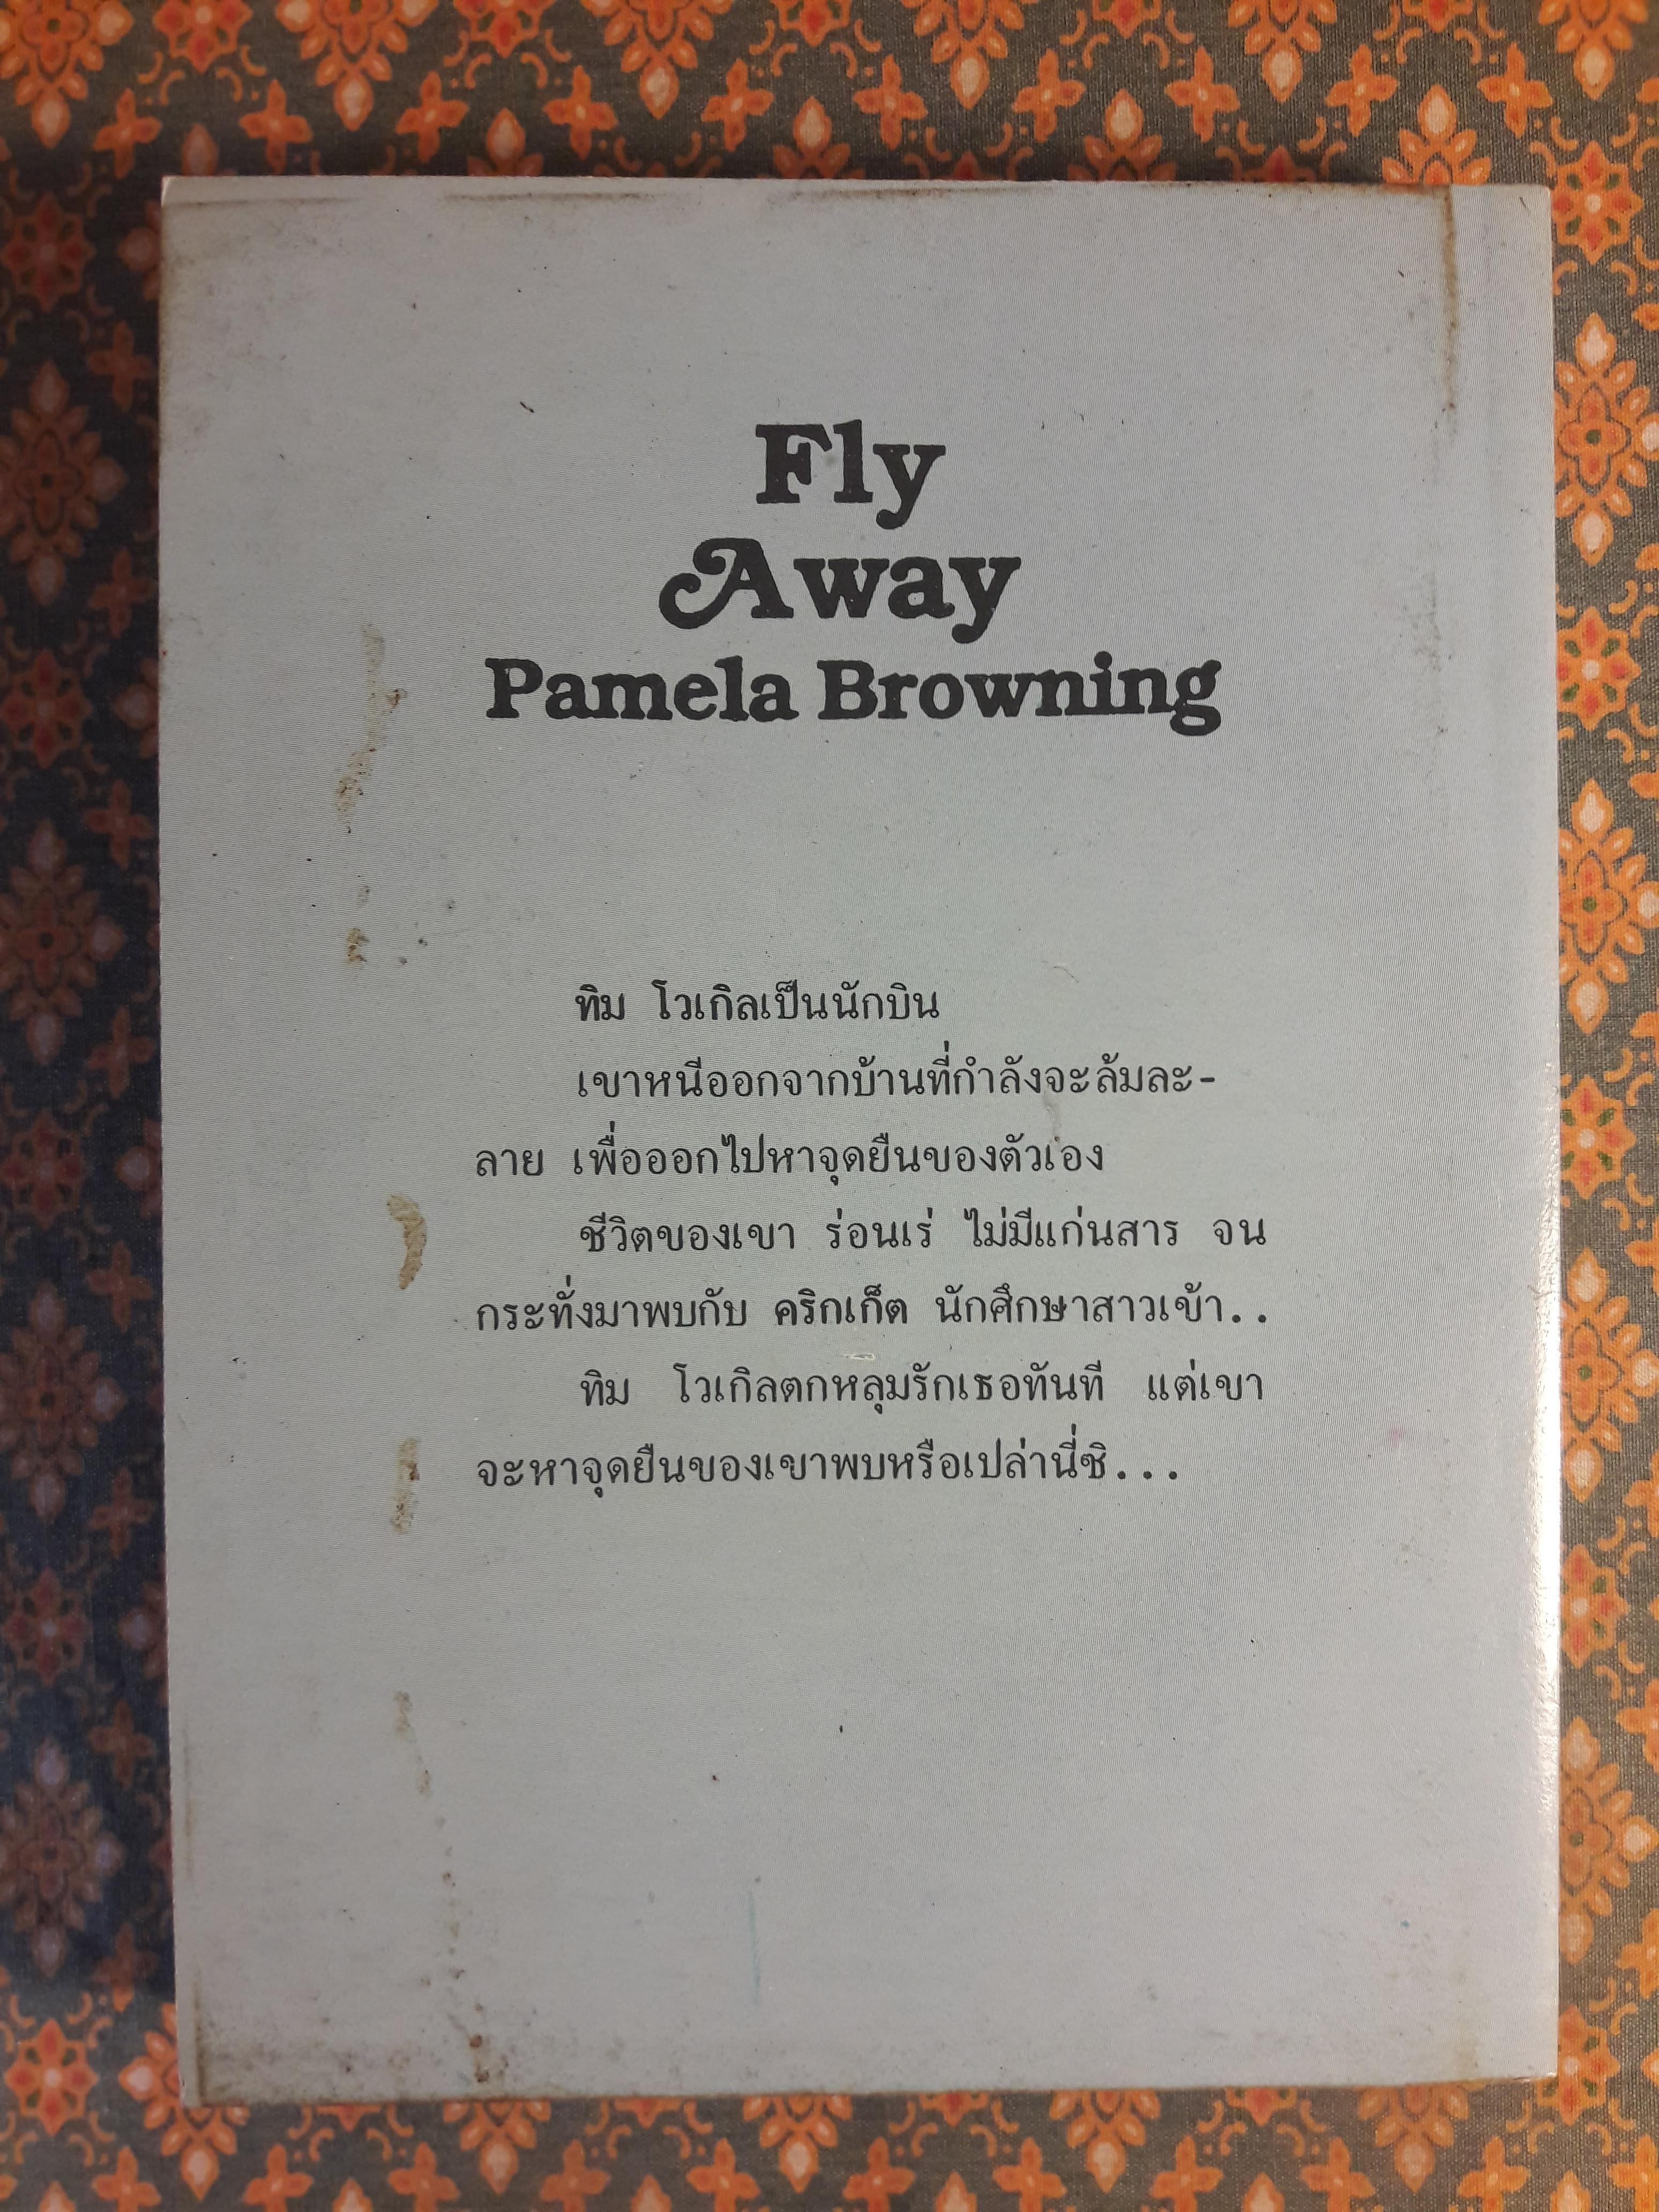 Fly
Away
Pamela Browning
ทิม โวเกิลเป็นนักบิน
เขาหนีออกจากบ้านที่กำลังจะล้มละ-
ลาย เพื่อออกไปหาจุดยืนของตัวเอง
ชีวิตของเขา ร่อนเร่ ไม่มีแก่นสาร จน
กระทั่งมาพบกับ คริกเก็ต นักศึกษาสาวเข้า..
ทิม โวเกิลตกหลุมรักเธอทันที แต่เขา
จะหาจุดยืนของเขาพบหรือเปล่านี่ซิ...